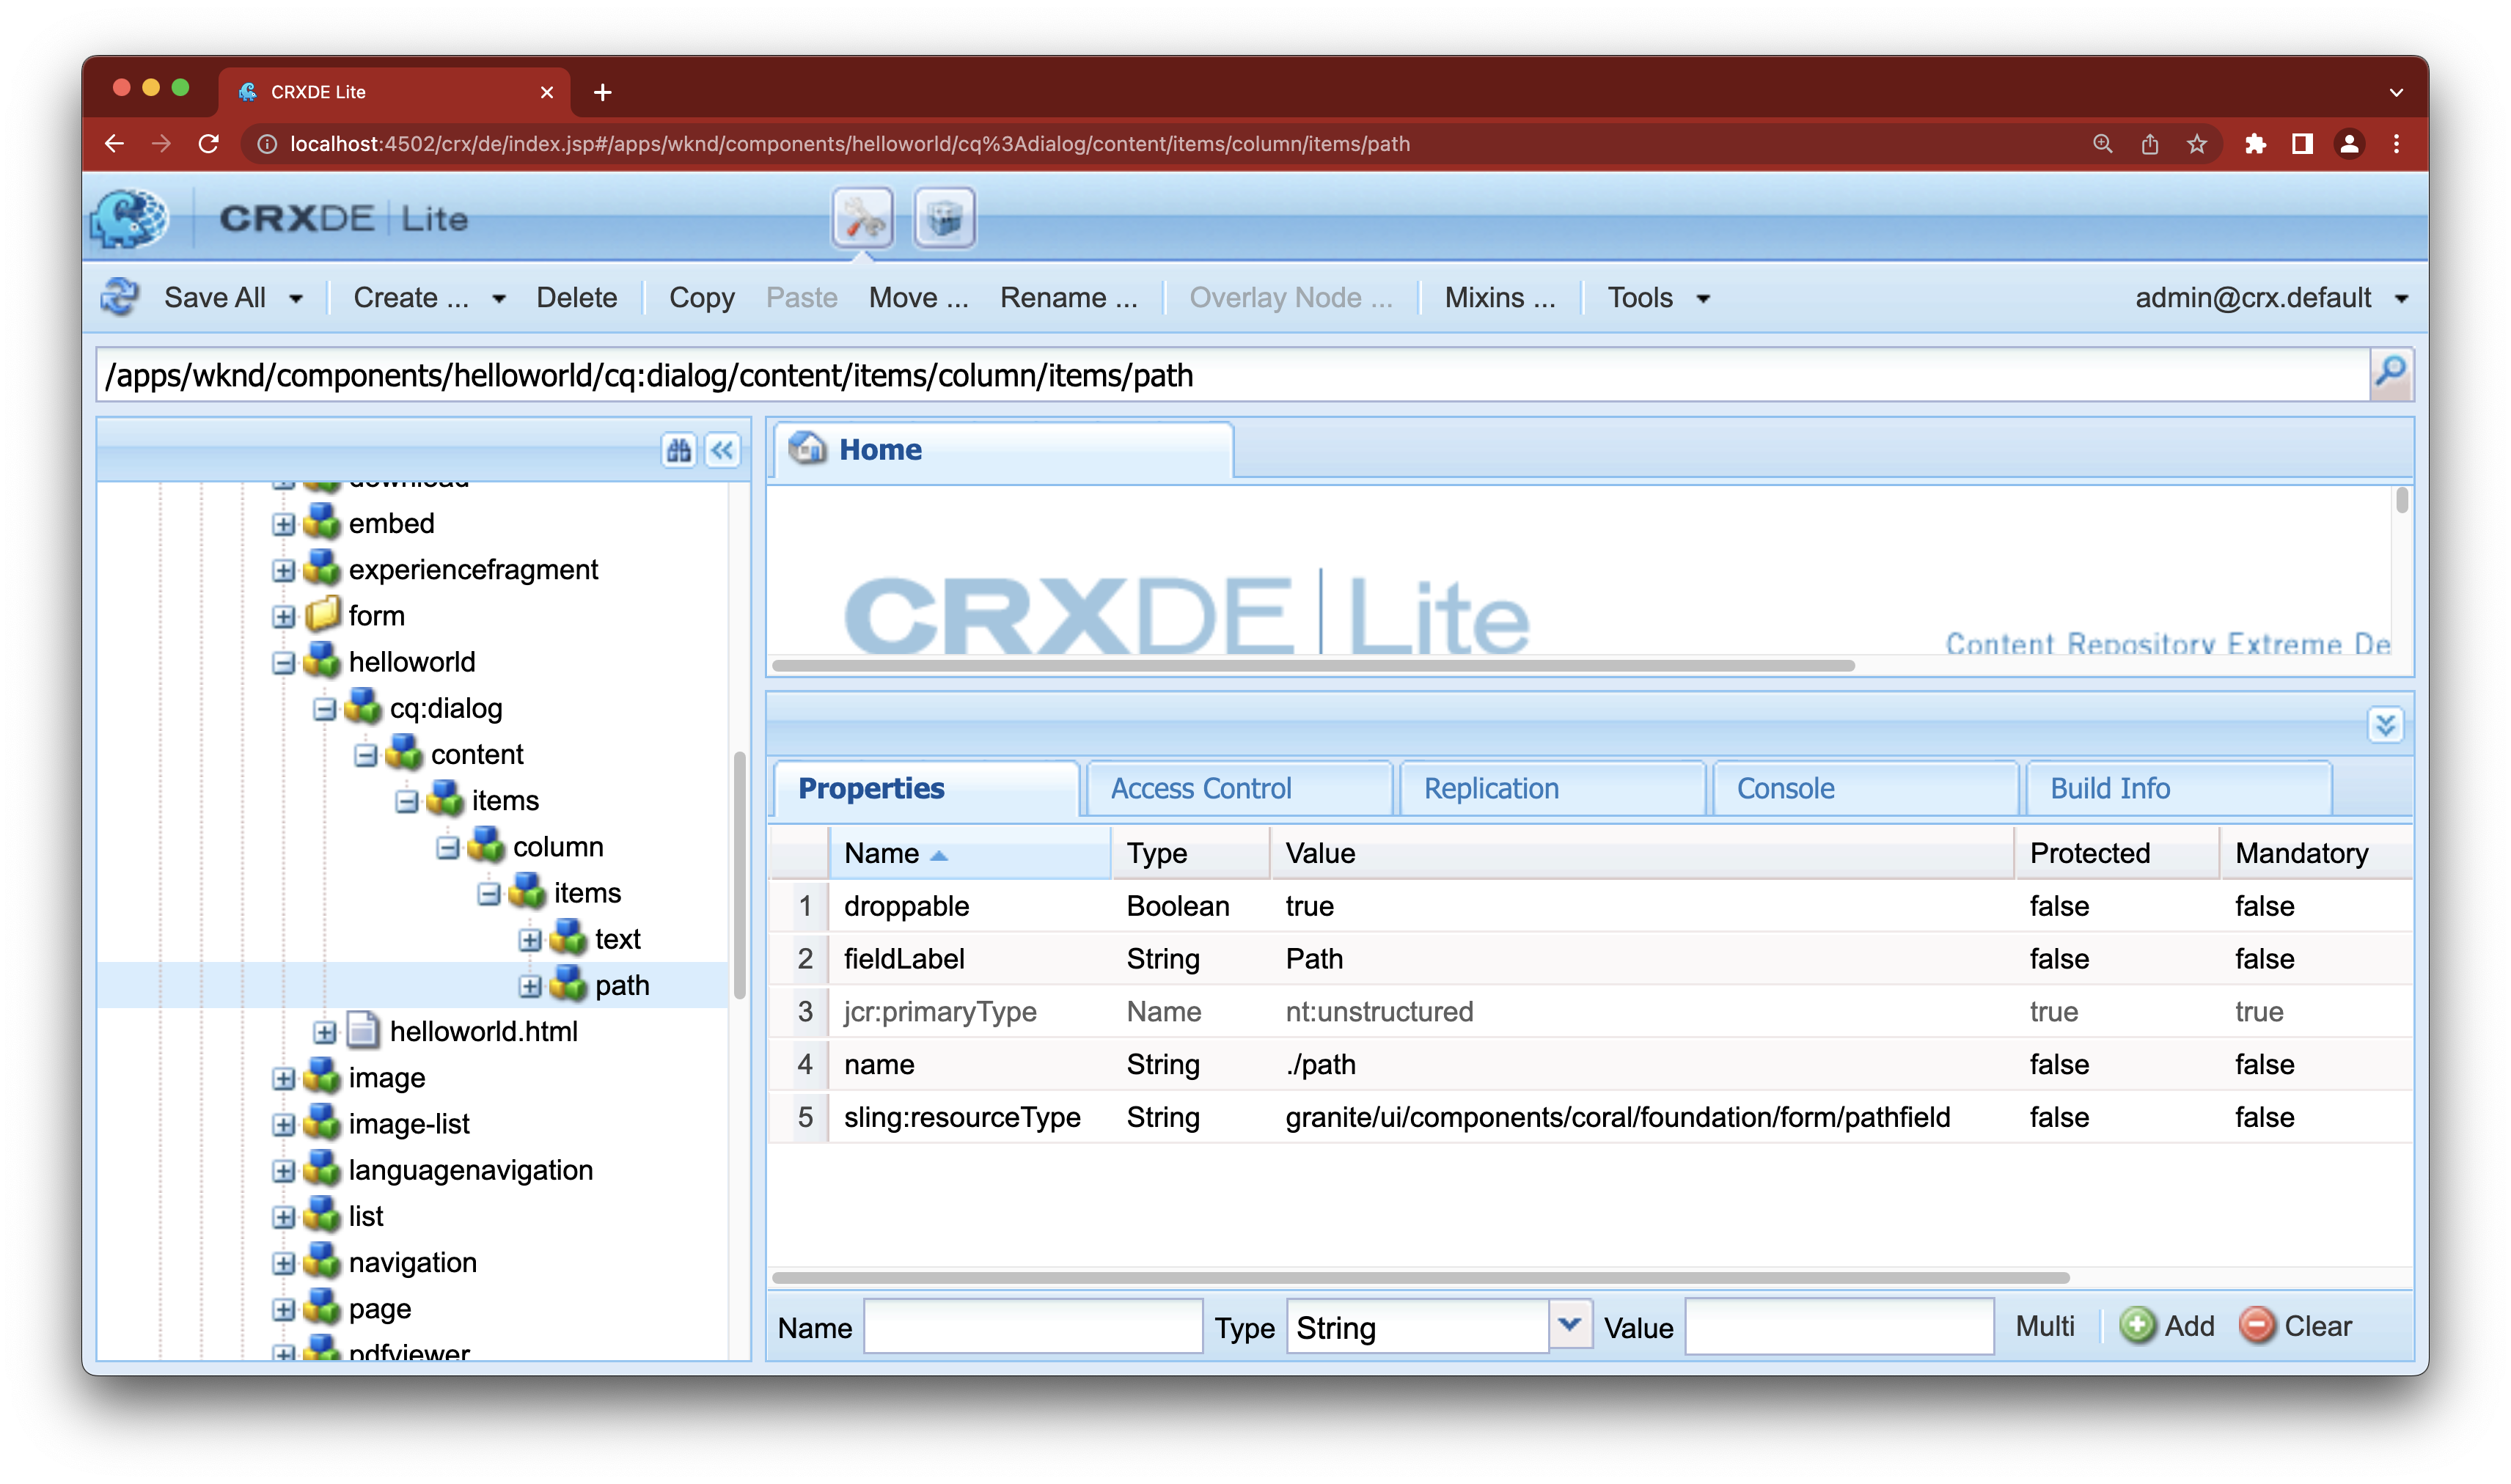 CRXDE Lite
localhost:4502/crx/de/index.jsp#/apps/wknd/components/helloworld/cq%3Adialog/content/items/column/items/path
CRXDE | Lite
Save All Create ... Delete Copy Paste Move ... Rename ... Overlay Node ... Mixins ... Tools admin@crx.default
/apps/wknd/components/helloworld/cq:dialog/content/items/column/items/path
download
embed
experiencefragment
form
helloworld
cq:dialog
content
items
column
items
text
path
helloworld.html
image
image-list
languagenavigation
list
navigation
page
pdfviewer
Home
CRXDE | Lite
Content Repository Extreme De
Properties Access Control Replication Console Build Info
Name Type Value Protected Mandatory
1 droppable Boolean true false false
2 fieldLabel String Path false false
3 jcr:primaryType Name nt:unstructured true true
4 name String ./path false false
5 sling:resourceType String granite/ui/components/coral/foundation/form/pathfield false false
Name Type String Value Multi Add Clear